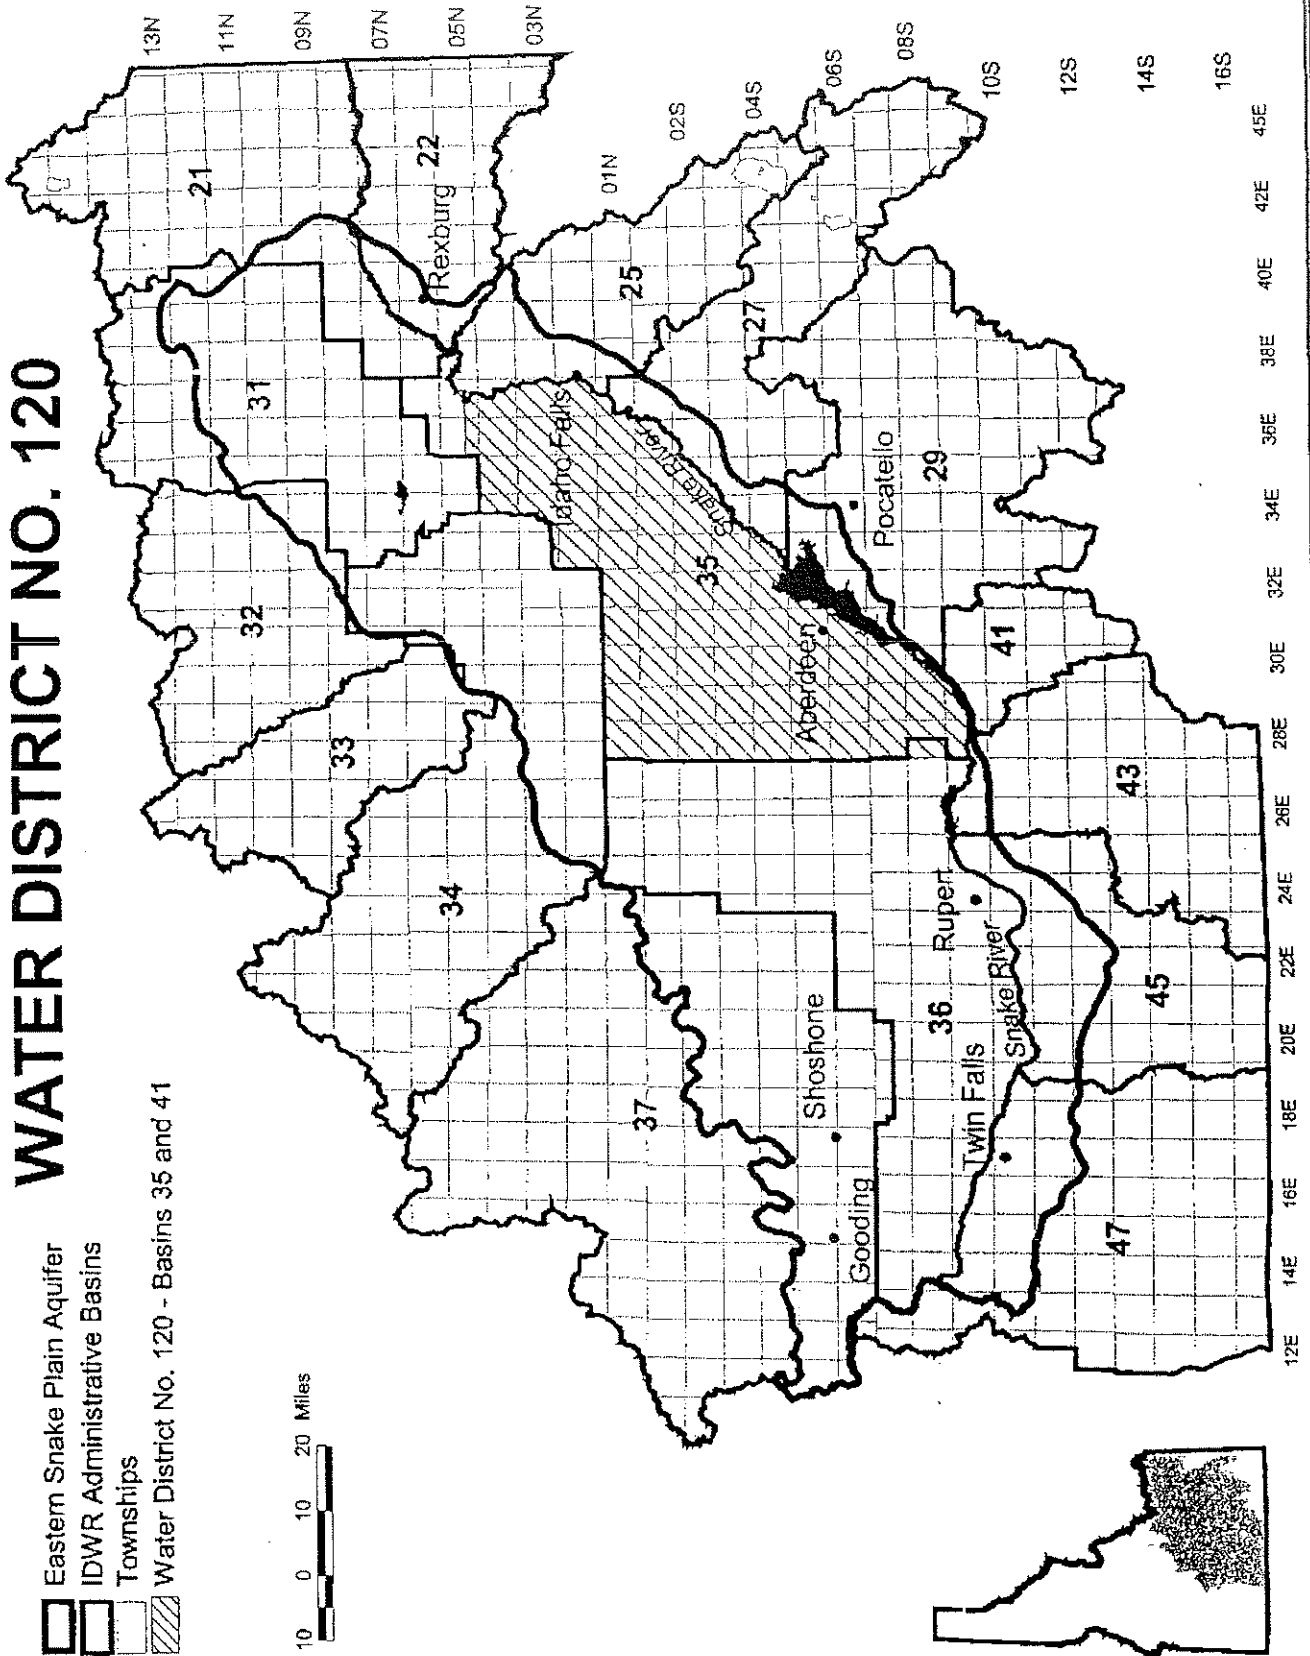 WATER DISTRICT NO. 120
Eastern Snake Plain Aquifer
IDWR Administrative Basins
Townships
Water District No. 120 - Basins 35 and 41
10 0 10 20 Miles
13N
11N
09N
07N
05N
03N
01N
02S
04S
06S
08S
10S
12S
14S
16S
21
22
Rexburg
31
32
33
34
25
27
Idaho Falls
Snake River
35
Aberdeen
Pocatello
29
41
37
Shoshone
Gooding
36
Rupert
Snake River
Twin Falls
43
45
47
12E
14E
16E
18E
20E
22E
24E
26E
28E
30E
32E
34E
36E
38E
40E
42E
45E